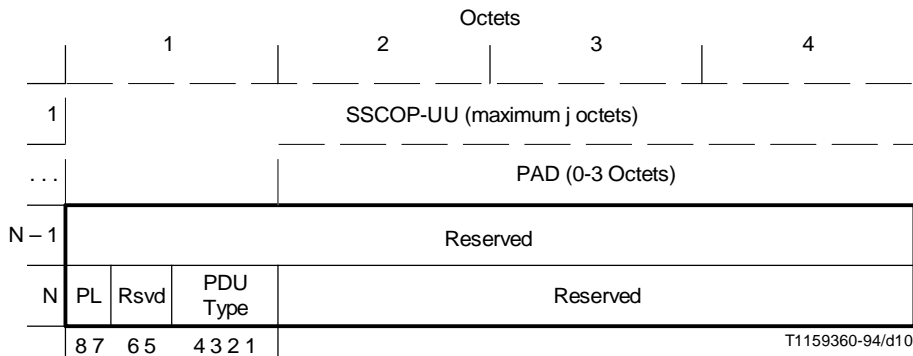 Octets
1 2 3 4
1 SSCOP-UU (maximum j octets)
. . . PAD (0-3 Octets)
N – 1 Reserved
N PL Rsvd PDU Type Reserved
8 7 6 5 4 3 2 1 T1159360-94/d10